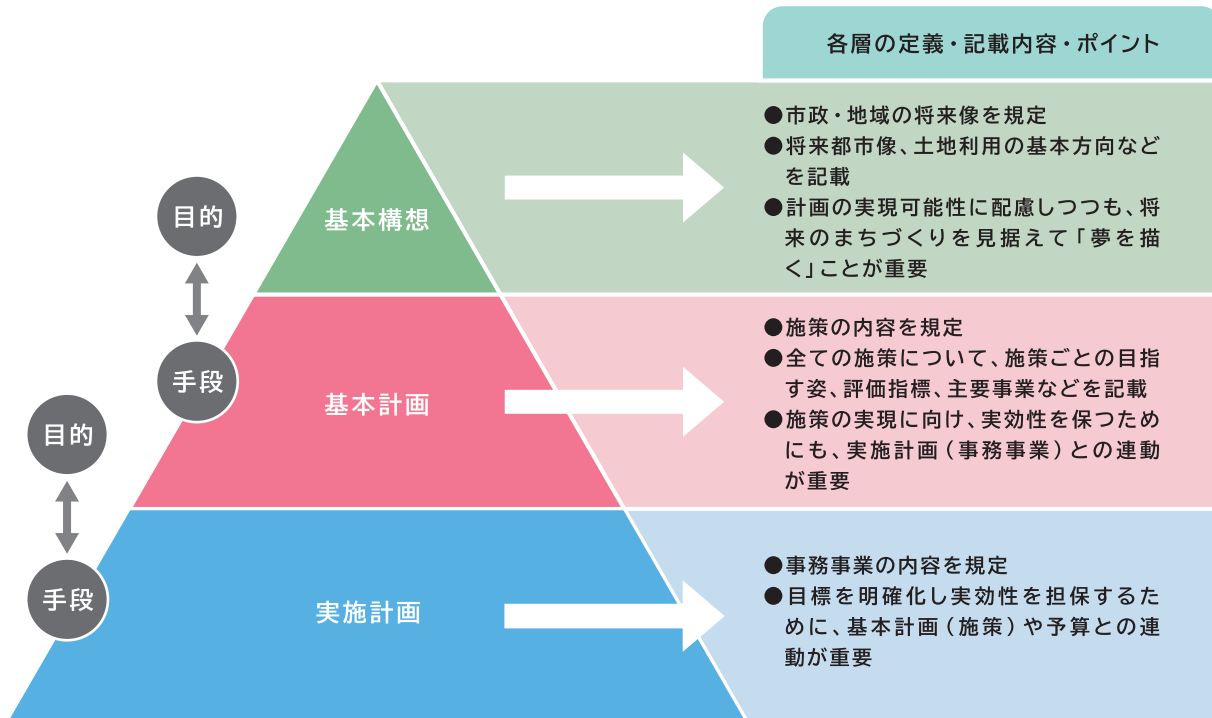 各層の定義・記載内容・ポイント
●市政・地域の将来像を規定
●将来都市像、土地利用の基本方向など
を記載
●計画の実現可能性に配慮しつつも、将
来のまちづくりを見据えて「夢を描
く」ことが重要
目的
基本構想
手段
●施策の内容を規定
●全ての施策について、施策ごとの目指
す姿、評価指標、主要事業などを記載
●施策の実現に向け、実効性を保つため
にも、実施計画（事務事業）との連動
が重要
基本計画
目的
手段
実施計画
●事務事業の内容を規定
●目標を明確化し実効性を担保するた
めに、基本計画（施策）や予算との連
動が重要